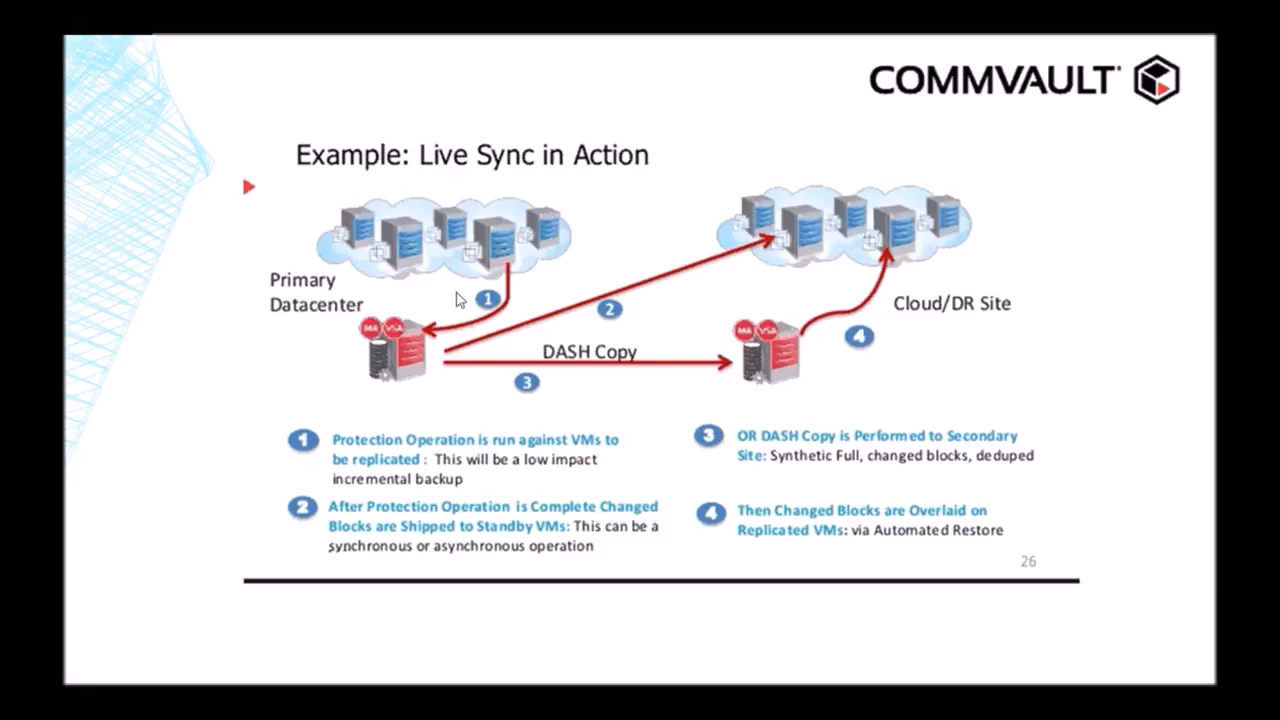 COMMVAULT
Example: Live Sync in Action
Primary
Datacenter
1
2
Cloud/DR Site
MA VSA
MA VSA
4
DASH Copy
3
1 Protection Operation is run against VMs to
be replicated : This will be a low impact
incremental backup
2 After Protection Operation is Complete Changed
Blocks are Shipped to Standby VMs: This can be a
synchronous or asynchronous operation
3 OR DASH Copy is Performed to Secondary
Site: Synthetic Full, changed blocks, deduped
4 Then Changed Blocks are Overlaid on
Replicated VMs: via Automated Restore
26